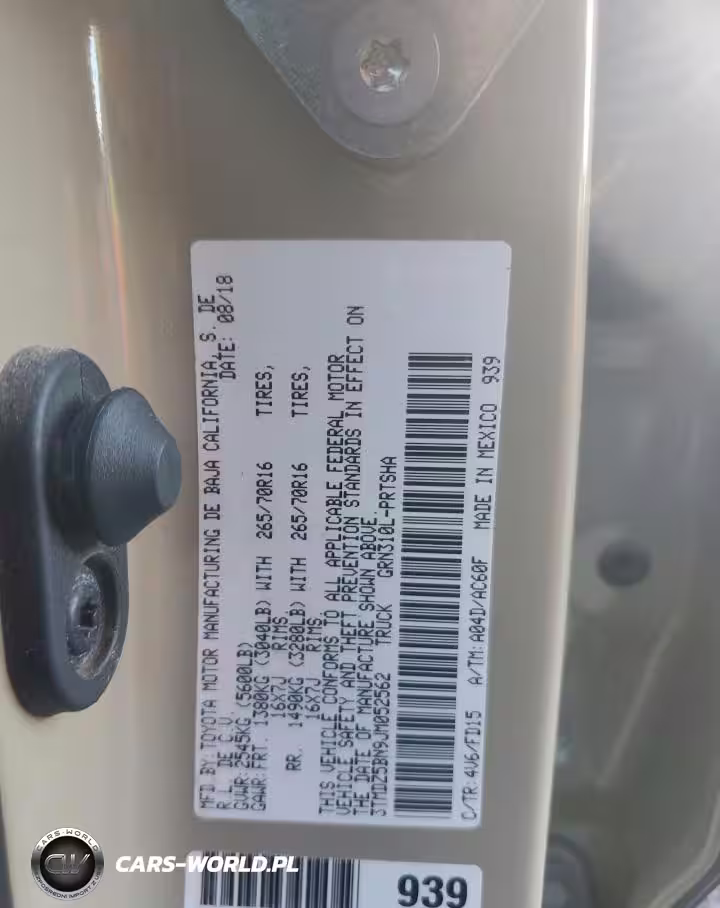 MFD BY: TOYOTA MOTOR MANUFACTURING DE BAJA CALIFORNIA, S. DE
R.L. DE C.V. DATE: 08/18
GVWR: 2545KG (5600LB)
GAWR: FRT. 1380KG (3040LB) WITH 265/70R16 TIRES,
16X7J RIMS,
RR. 1490KG (3280LB) WITH 265/70R16 TIRES,
16X7J RIMS,
THIS VEHICLE CONFORMS TO ALL APPLICABLE FEDERAL MOTOR
VEHICLE SAFETY AND THEFT PREVENTION STANDARDS IN EFFECT ON
THE DATE OF MANUFACTURE SHOWN ABOVE.
3TMDZ5BN9JM052562 TRUCK GRN310L-PRTSHA
C/TR: 4V6/FD15 A/TM: A04D/AC60F MADE IN MEXICO 939
939
CARS-WORLD
CW
CARS-WORLD.PL